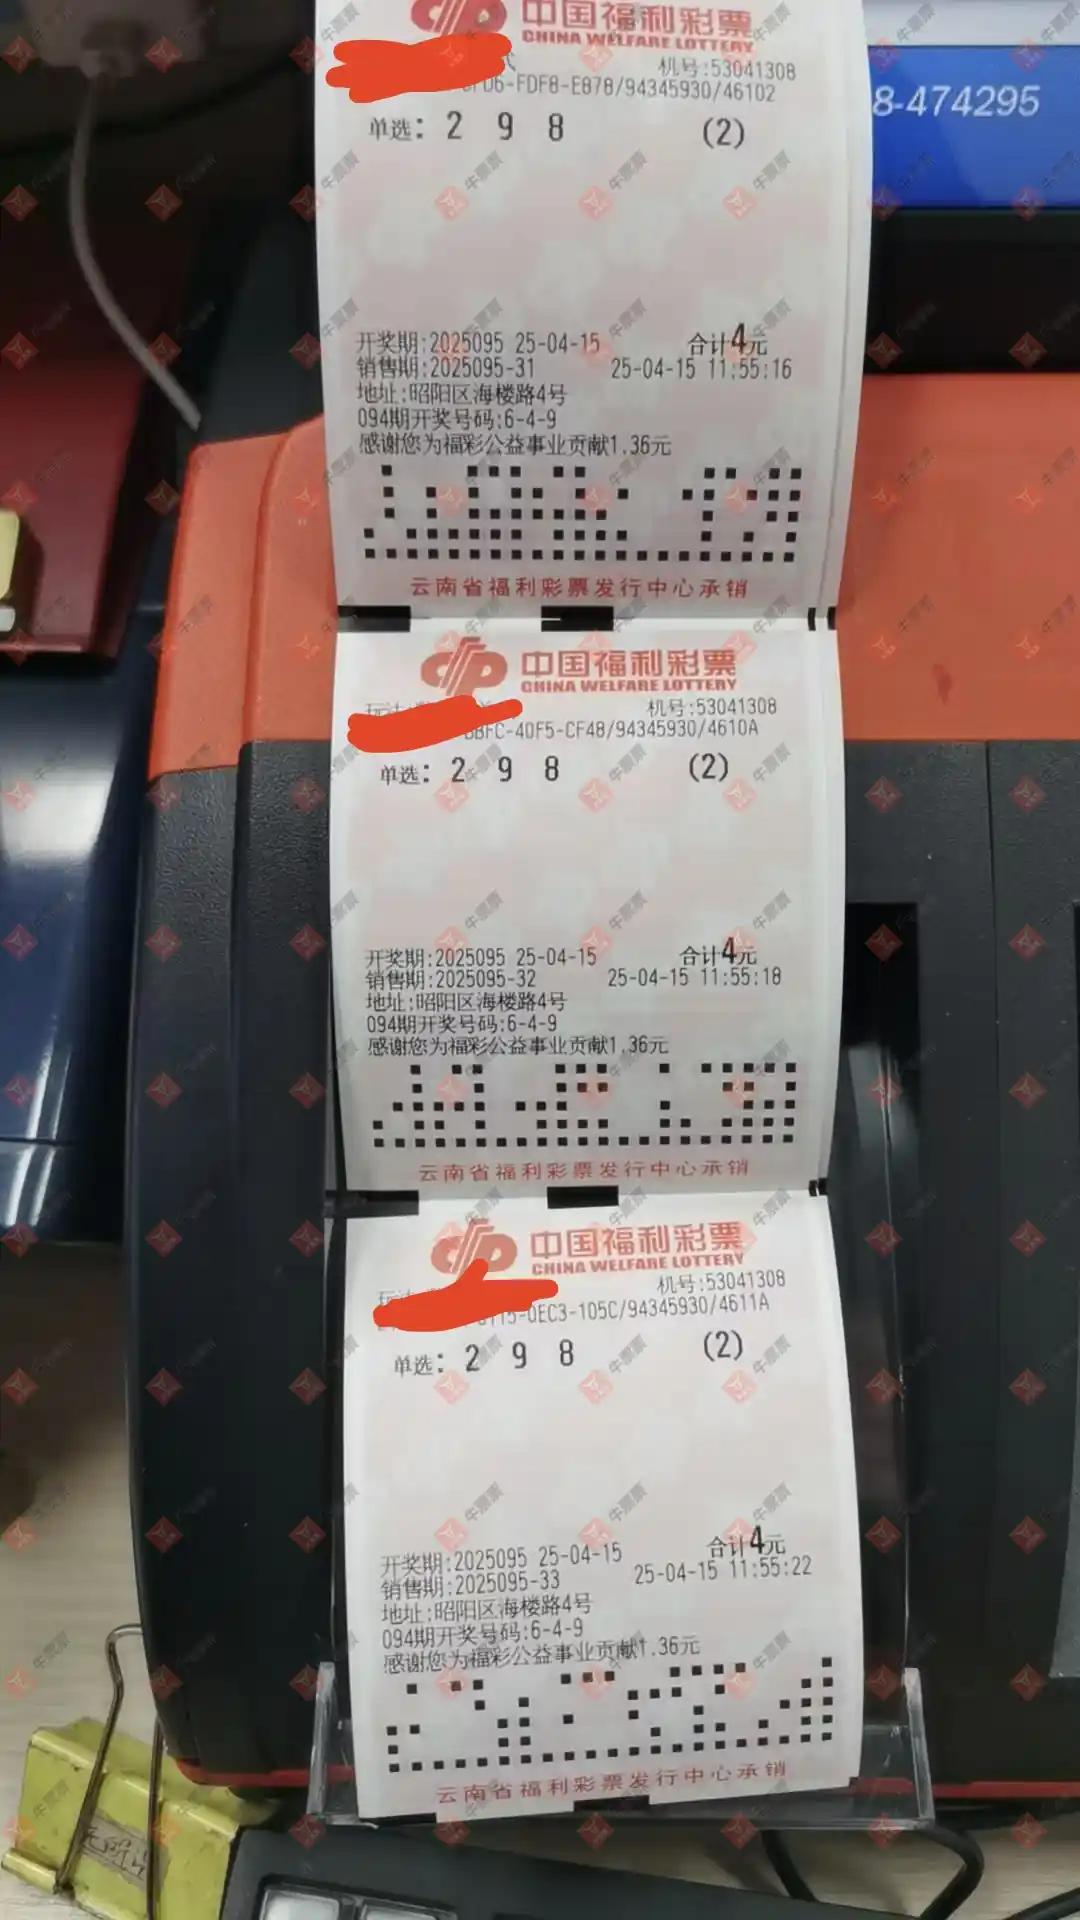 中国福利彩票
CHINA WELFARE LOTTERY
机号:53041308
-FDF8-E878/94345930/46102
8-474295
单选: 2 9 8 (2)
开奖期:2025095 25-04-15 合计4元
销售期:2025095-31 25-04-15 11:55:16
地址:昭阳区海楼路4号
094期开奖号码:6-4-9
感谢您为福彩公益事业贡献1.36元
云南省福利彩票发行中心承销
中国福利彩票
CHINA WELFARE LOTTERY
机号:53041308
-40F5-CF48/94345930/4610A
单选: 2 9 8 (2)
开奖期:2025095 25-04-15 合计4元
销售期:2025095-32 25-04-15 11:55:18
地址:昭阳区海楼路4号
094期开奖号码:6-4-9
感谢您为福彩公益事业贡献1.36元
云南省福利彩票发行中心承销
中国福利彩票
CHINA WELFARE LOTTERY
机号:53041308
-0EC3-105C/94345930/4611A
单选: 2 9 8 (2)
开奖期:2025095 25-04-15 合计4元
销售期:2025095-33 25-04-15 11:55:22
地址:昭阳区海楼路4号
094期开奖号码:6-4-9
感谢您为福彩公益事业贡献1.36元
云南省福利彩票发行中心承销
牛票票